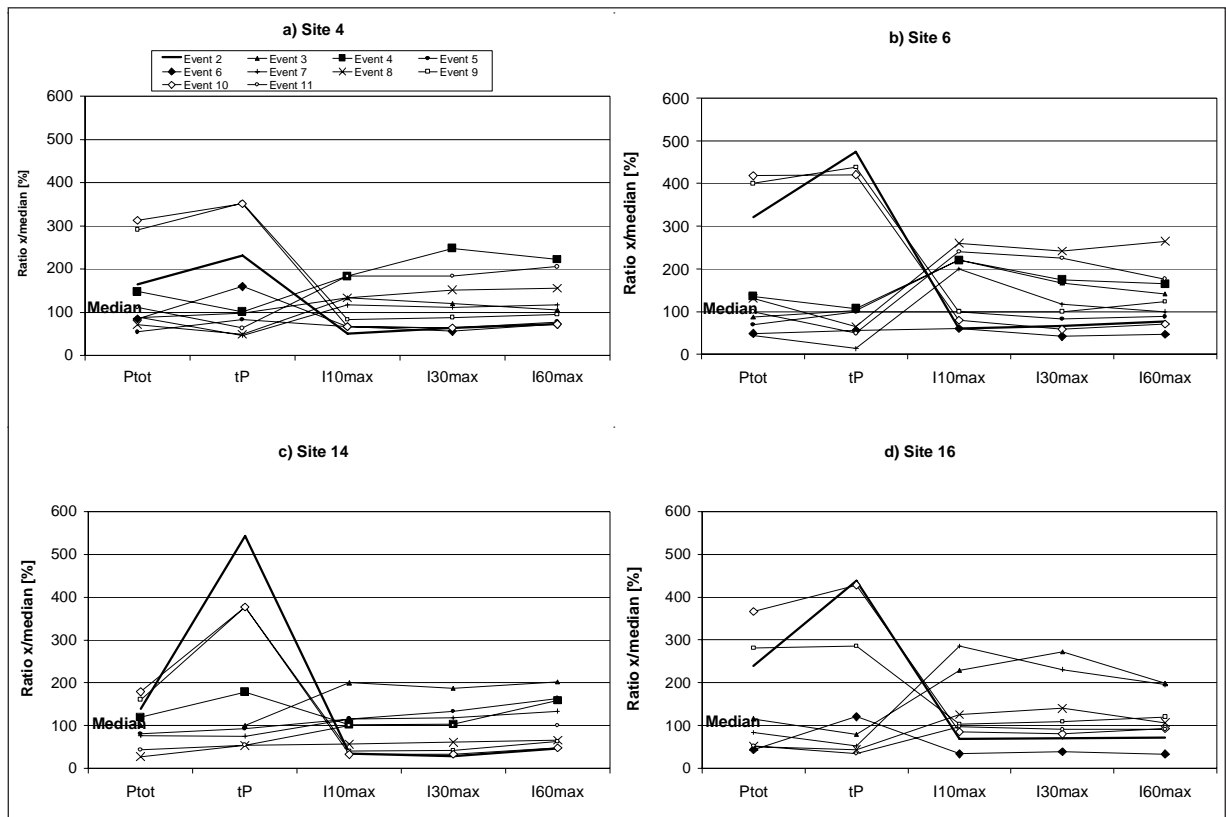 a) Site 4
Event 2 Event 3 Event 4 Event 5
Event 6 Event 7 Event 8 Event 9
Event 10 Event 11
Ratio x/median [%]
600
500
400
300
200
100
0
Median
Ptot tP I10max I30max I60max
b) Site 6
Ratio x/median [%]
600
500
400
300
200
100
0
Median
Ptot tP I10max I30max I60max
c) Site 14
Ratio x/median [%]
600
500
400
300
200
100
0
Median
Ptot tP I10max I30max I60max
d) Site 16
Ratio x/median [%]
600
500
400
300
200
100
0
Median
Ptot tP I10max I30max I60max